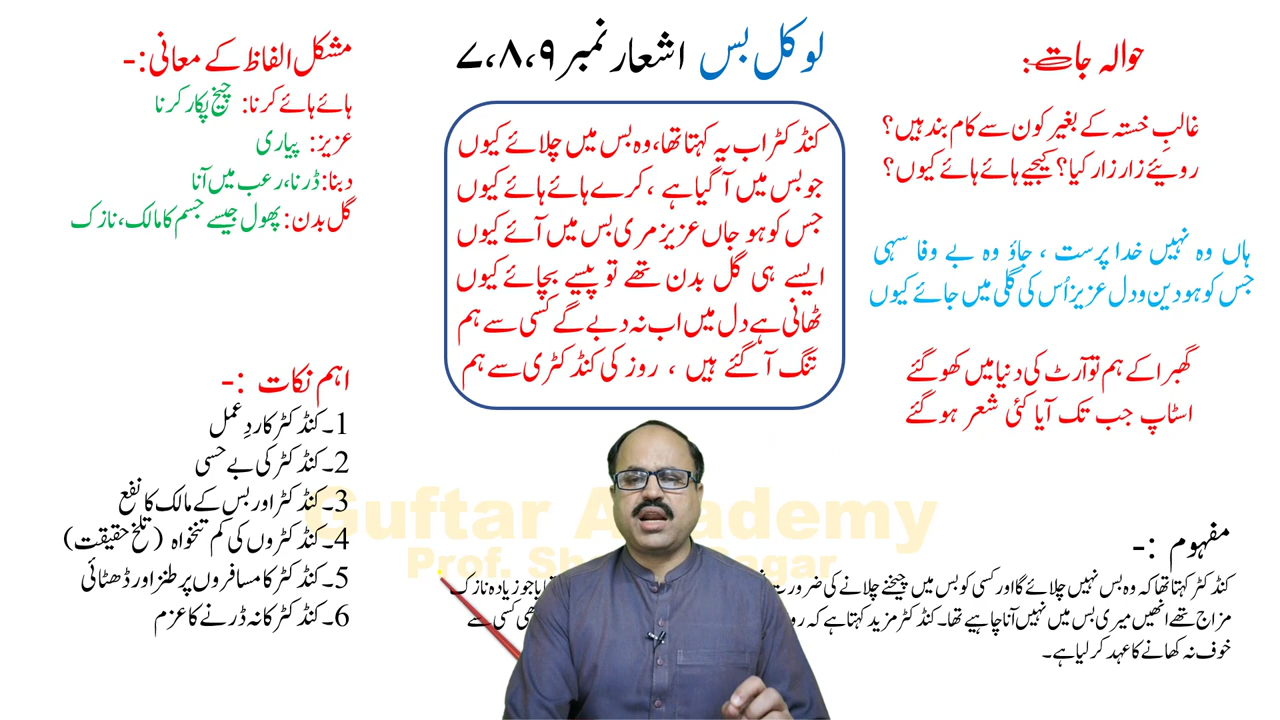 لوکل بس اشعار نمبر ۷،۸،۹
حوالہ جات:
غالبِ خستہ کے بغیر کون سے کام بند ہیں؟
روئیے زار زار کیا؟ کیجیے ہائے ہائے کیوں؟
ہاں وہ نہیں خدا پرست ، جاؤ وہ بے وفا سہی
جس کو ہو دین و دل عزیز اُس کی گلی میں جائے کیوں
گھبرا کے ہم تو آرٹ کی دنیا میں کھو گئے
اسٹاپ جب تک آیا کئی شعر ہو گئے
کنڈکٹر اب یہ کہتا تھا، وہ بس میں چلائے کیوں
جو بس میں آ گیا ہے ، کرے ہائے ہائے کیوں
جس کو ہو جاں عزیز مری بس میں آئے کیوں
ایسے ہی گل بدن تھے تو پیسے بچائے کیوں
ٹھانی ہے دل میں اب نہ دبے گے کسی سے ہم
تنگ آ گئے ہیں ، روز کی کنڈکٹری سے ہم
مشکل الفاظ کے معانی :-
ہائے ہائے کرنا: چیخ پکار کرنا
عزیز: پیاری
دبنا: ڈرنا، رعب میں آنا
گل بدن: پھول جیسے جسم کا مالک، نازک
اہم نکات :-
1۔ کنڈکٹر کا ردِ عمل
2۔ کنڈکٹر کی بے حسی
3۔ کنڈکٹر اور بس کے مالک کا نفع
4۔ کنڈکٹروں کی کم تنخواہ (تلخ حقیقت)
5۔ کنڈکٹر کا مسافروں پر طنز اور ڈھٹائی
6۔ کنڈکٹر کا نہ ڈرنے کا عزم
مفہوم :-
کنڈکٹر کہتا تھا کہ وہ بس نہیں چلائے گا اور کسی کو بس میں چیخنے چلانے کی ضرورت جو زیادہ نازک
مزاج تھے انھیں میری بس میں نہیں آنا چاہیے تھا۔ کنڈکٹر مزید کہتا ہے کہ کسی سے
خوف نہ کھانے کا عہد کر لیا ہے۔
Guftar Academy
Prof.